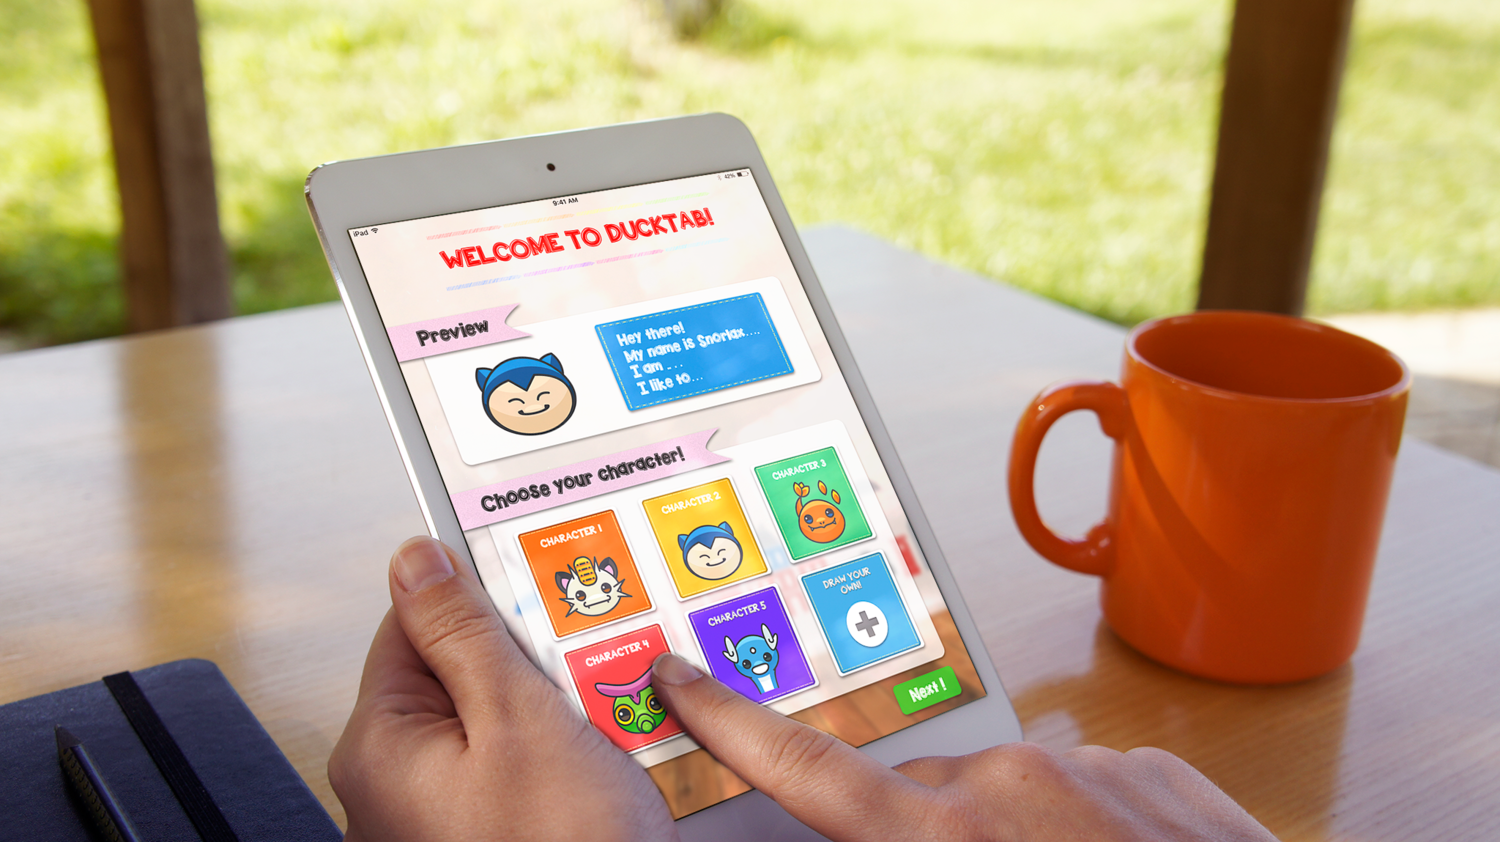 iPad
9:41 AM
42%
WELCOME TO DUCKTAB!
Preview
Hey there!
My name is Snorlax....
I am ...
I like to...
Choose your character!
CHARACTER 1
CHARACTER 2
CHARACTER 3
CHARACTER 4
CHARACTER 5
DRAW YOUR
OWN!
Next !